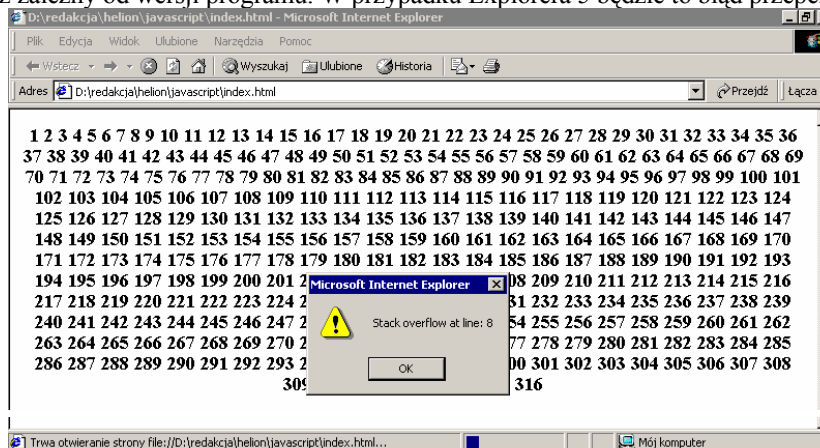 zależny od wersji programu. W przypadku Explorera 5 będzie to błąd
D:\redakcja\helion\javascript\index.html - Microsoft Internet Explorer
Plik Edycja Widok Ulubione Narzędzia Pomoc
Wstecz Wyszukaj Ulubione Historia
Adres D:\redakcja\helion\javascript\index.html Przejdź Łącza
1 2 3 4 5 6 7 8 9 10 11 12 13 14 15 16 17 18 19 20 21 22 23 24 25 26 27 28 29 30 31 32 33 34 35 36
37 38 39 40 41 42 43 44 45 46 47 48 49 50 51 52 53 54 55 56 57 58 59 60 61 62 63 64 65 66 67 68 69
70 71 72 73 74 75 76 77 78 79 80 81 82 83 84 85 86 87 88 89 90 91 92 93 94 95 96 97 98 99 100 101
102 103 104 105 106 107 108 109 110 111 112 113 114 115 116 117 118 119 120 121 122 123 124
125 126 127 128 129 130 131 132 133 134 135 136 137 138 139 140 141 142 143 144 145 146 147
148 149 150 151 152 153 154 155 156 157 158 159 160 161 162 163 164 165 166 167 168 169 170
171 172 173 174 175 176 177 178 179 180 181 182 183 184 185 186 187 188 189 190 191 192 193
194 195 196 197 198 199 200 201 209 210 211 212 213 214 215 216
217 218 219 220 221 222 223 224 232 233 234 235 236 237 238 239
240 241 242 243 244 245 246 247 255 256 257 258 259 260 261 262
263 264 265 266 267 268 269 270 278 279 280 281 282 283 284 285
286 287 288 289 290 291 292 293 301 302 303 304 305 306 307 308
309 316
Microsoft Internet Explorer
Stack overflow at line: 8
OK
Trwa otwieranie strony file://D:\redakcja\helion\javascript\index.html... Mój komputer